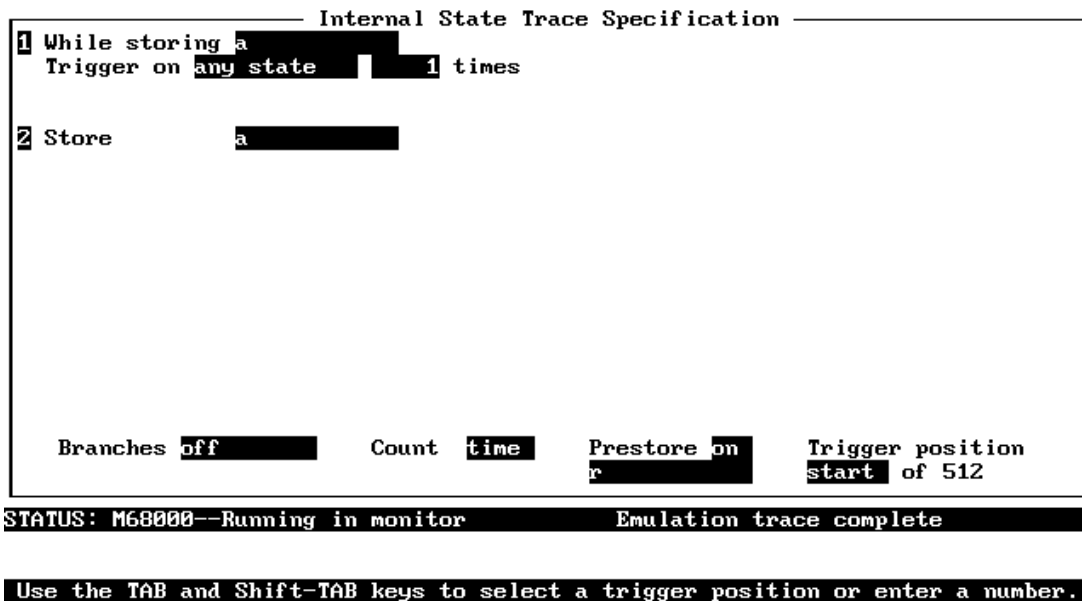 Internal State Trace Specification
1 While storing a
Trigger on any state 1 times
2 Store a
Branches off Count time Prestore on Trigger position
r start of 512
STATUS: M68000--Running in monitor Emulation trace complete
Use the TAB and Shift-TAB keys to select a trigger position or enter a number.